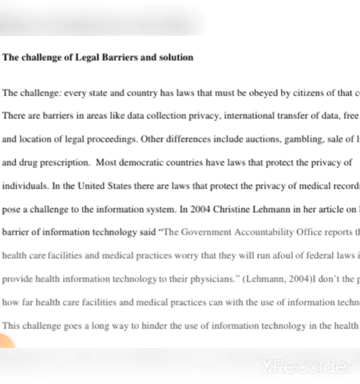 The challenge of Legal Barriers and solution
The challenge: every state and country has laws that must be obeyed by citizens of that c
There are barriers in areas like data collection privacy, international transfer of data, free
and location of legal proceedings. Other differences include auctions, gambling, sale of l
and drug prescription. Most democratic countries have laws that protect the privacy of
individuals. In the United States there are laws that protect the privacy of medical record
pose a challenge to the information system. In 2004 Christine Lehmann in her article on
barrier of information technology said “The Government Accountability Office reports th
health care facilities and medical practices worry that they will run afoul of federal laws i
provide health information technology to their physicians.” (Lehmann, 2004)I don’t the p
how far health care facilities and medical practices can with the use of information techn
This challenge goes a long way to hinder the use of information technology in the health
XRecorder